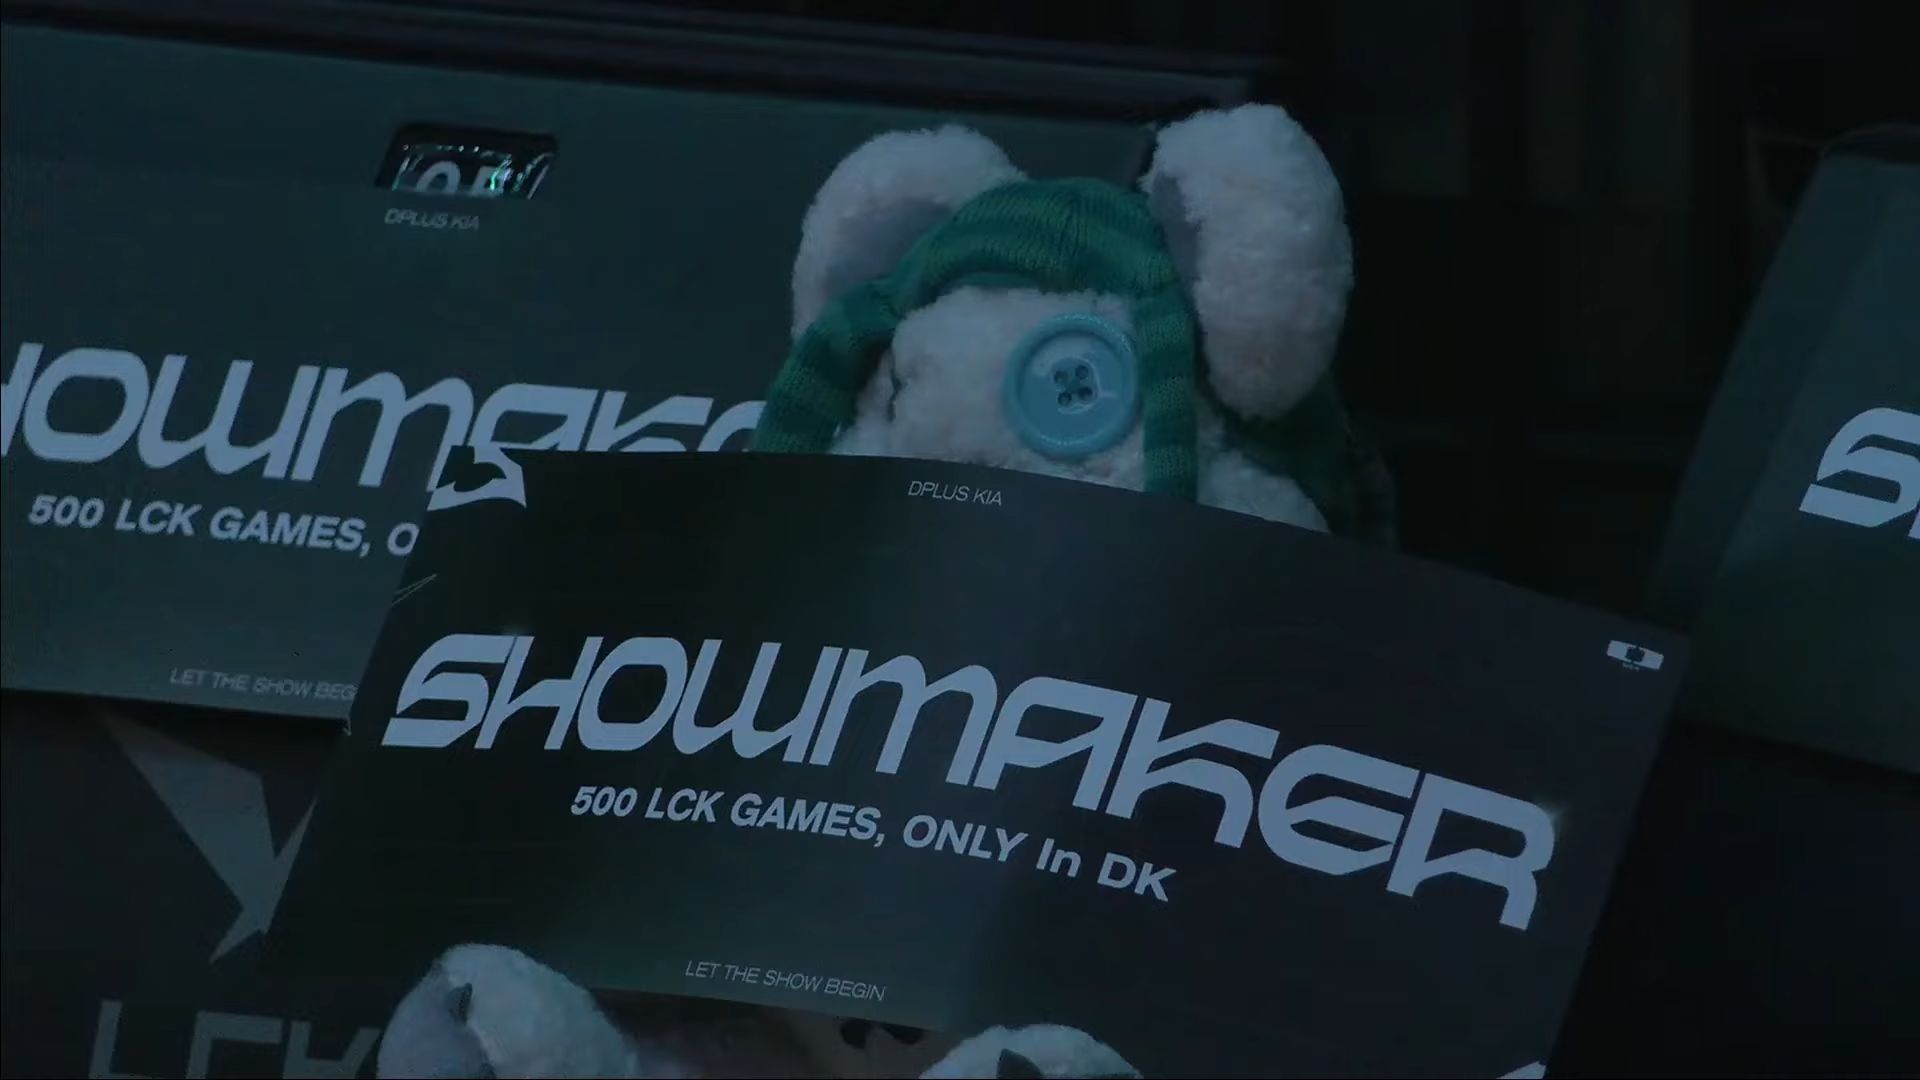 DPLUS KIA
SHOWMAKER
500 LCK GAMES, ONLY In DK
LET THE SHOW BEGIN
DPLUS KIA
500 LCK GAMES,
LET THE SHOW
LCK